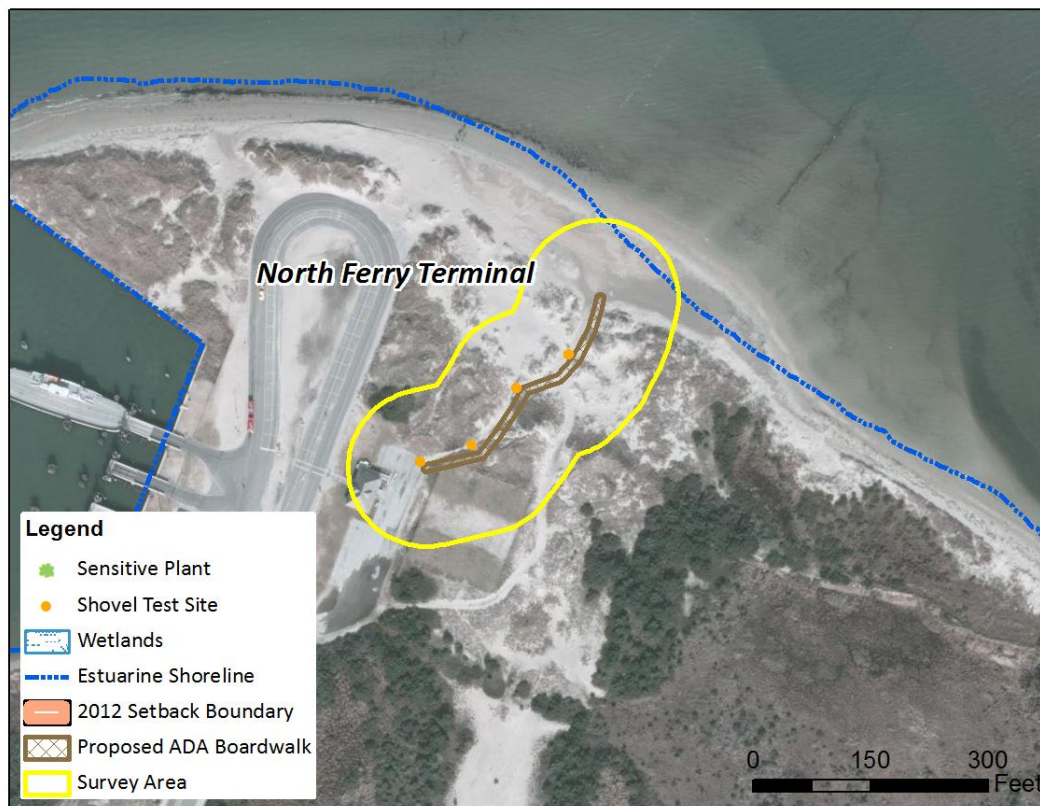 North Ferry Terminal
Legend
Sensitive Plant
Shovel Test Site
Wetlands
Estuarine Shoreline
2012 Setback Boundary
Proposed ADA Boardwalk
Survey Area
0 150 300
Feet